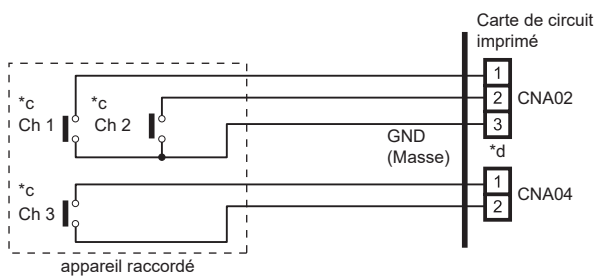 Carte de circuit
imprimé
1
*c
*c
2
CNA02
Ch 1
Ch 2
3
GND
(Masse)
*d
*c
1
CNA04
Ch 3
2
appareil raccordé